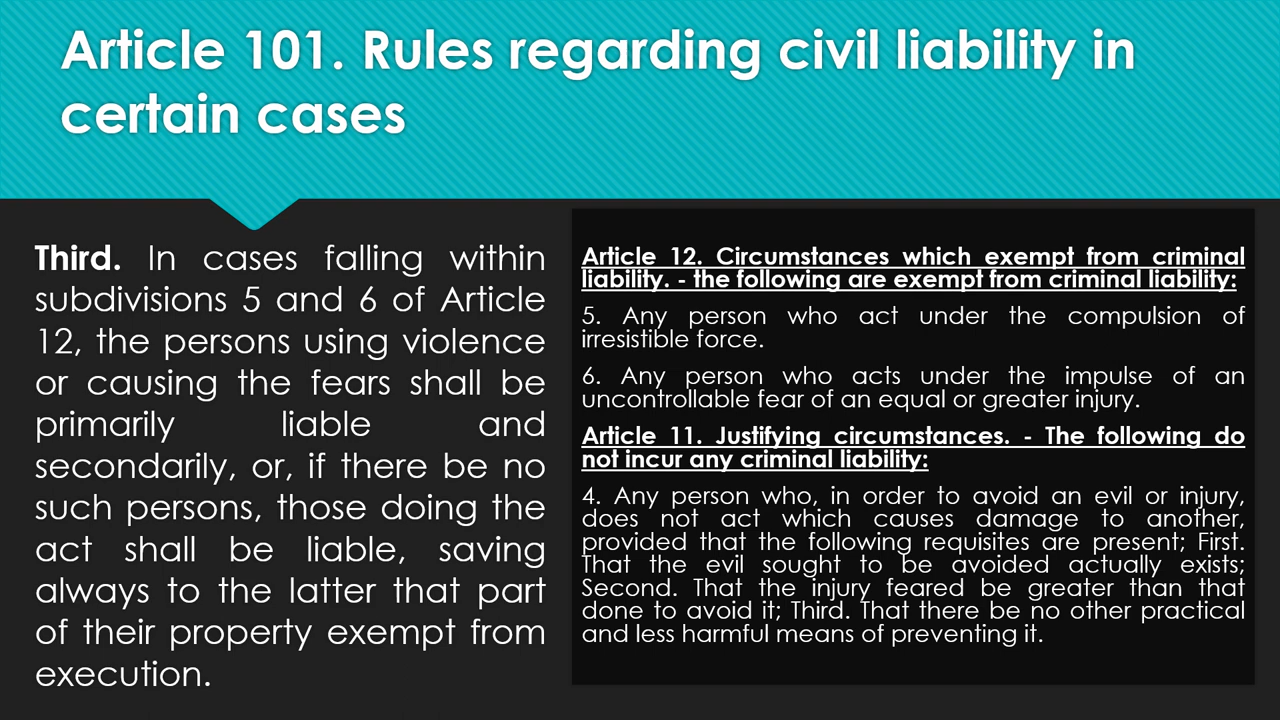 Article 101. Rules regarding civil liability in
certain cases
Third. In cases falling within
subdivisions 5 and 6 of Article
12, the persons using violence
or causing the fears shall be
primarily liable and
secondarily, or, if there be no
such persons, those doing the
act shall be liable, saving
always to the latter that part
of their property exempt from
execution.
Article 12. Circumstances which exempt from criminal
liability. - the following are exempt from criminal liability:
5. Any person who act under the compulsion of
irresistible force.
6. Any person who acts under the impulse of an
uncontrollable fear of an equal or greater injury.
Article 11. Justifying circumstances. - The following do
not incur any criminal liability:
4. Any person who, in order to avoid an evil or injury,
does not act which causes damage to another,
provided that the following requisites are present; First.
That the evil sought to be avoided actually exists;
Second. That the injury feared be greater than that
done to avoid it; Third. That there be no other practical
and less harmful means of preventing it.